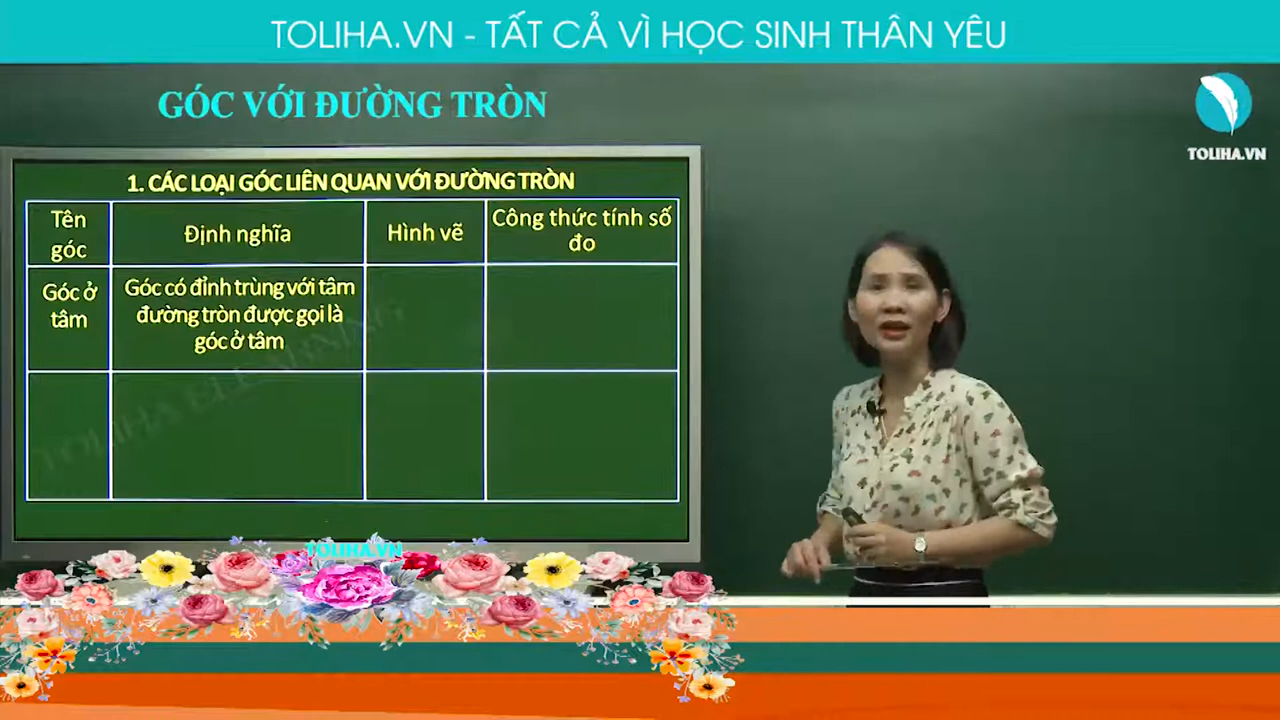 TOLIHA.VN - TẤT CẢ VÌ HỌC SINH THÂN YÊU
GÓC VỚI ĐƯỜNG TRÒN
TOLIHA.VN
1. CÁC LOẠI GÓC LIÊN QUAN VỚI ĐƯỜNG TRÒN
Tên
góc
Định nghĩa
Hình vẽ
Công thức tính số
đo
Góc ở
tâm
Góc có đỉnh trùng với tâm
đường tròn được gọi là
góc ở tâm
TOLIHA ELEARNING
TOLIHA.VN